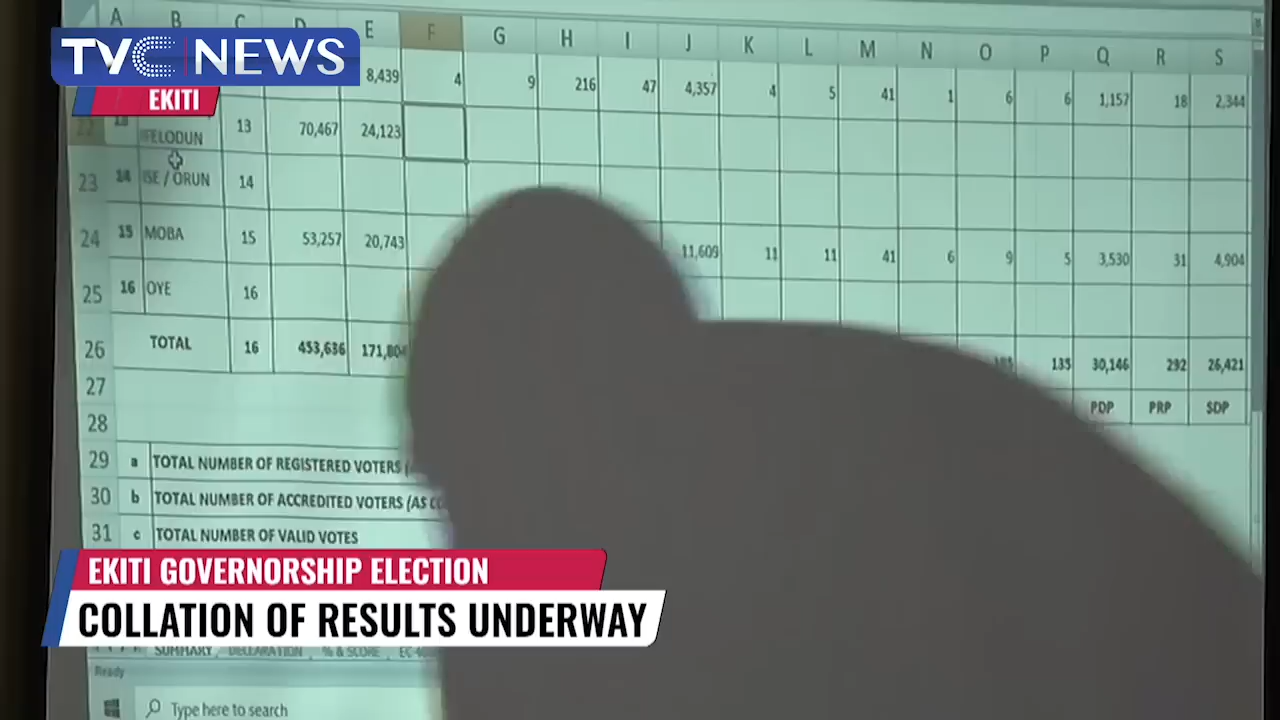 TVC NEWS
EKITI
A B C D E F G H I J K L M N O P Q R S
8,439 4 9 216 47 4,357 4 5 41 1 6 6 1,157 18 2,344
22 13 70,467 24,123
23 14 ISE / ORUN 14
24 15 MOBA 15 53,257 20,743 11,609 11 11 41 6 9 5 3,530 31 4,904
25 16 OYE 16
26 TOTAL 16 453,636 135 30,146 292 26,421
27 PDP PRP SDP
28
29 a TOTAL NUMBER OF REGISTERED VOTERS
30 b TOTAL NUMBER OF ACCREDITED VOTERS (AS
31 c TOTAL NUMBER OF VALID VOTES
EKITI GOVERNORSHIP ELECTION
COLLATION OF RESULTS UNDERWAY
SUMMARY DECLARATION % & SCORE
Ready
Type here to search